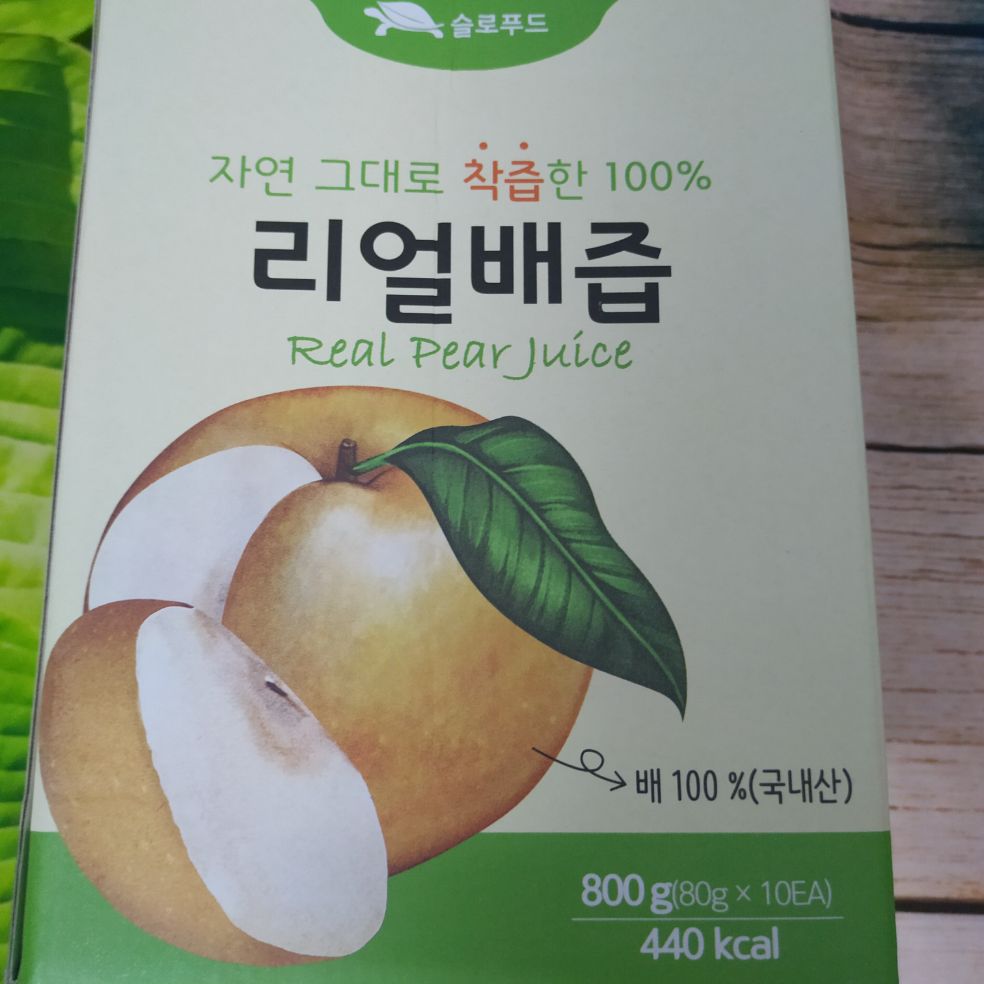 슬로푸드
자연 그대로 착즙한 100%
리얼배즙
Real Pear Juice
배 100 %(국내산)
800 g(80g × 10EA)
440 kcal